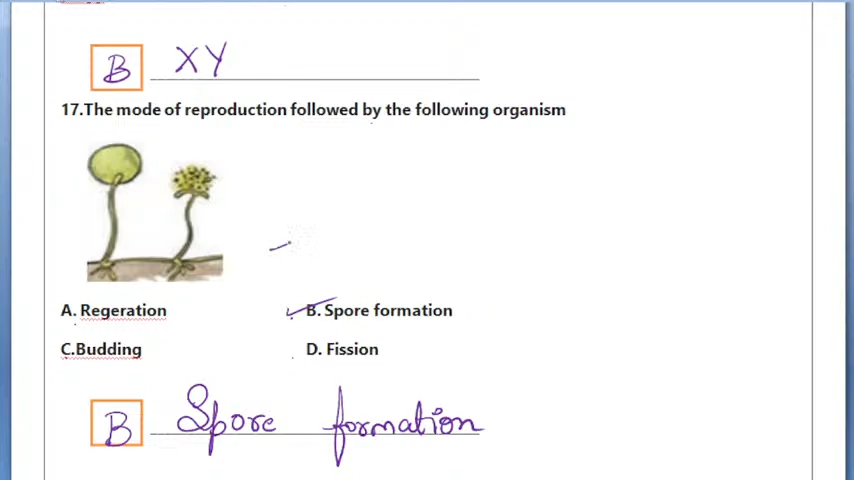 B XY
17.The mode of reproduction followed by the following organism
A. Regeration B. Spore formation
C.Budding D. Fission
B Spore formation